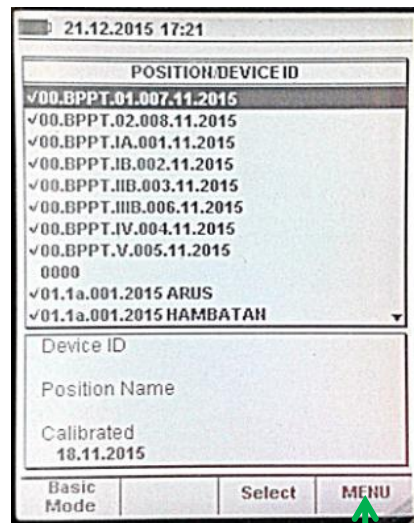 21.12.2015 17:21
POSITION/DEVICE ID
√00.BPPT.01.007.11.2015
√00.BPPT.02.008.11.2015
√00.BPPT.IA.001.11.2015
√00.BPPT.IB.002.11.2015
√00.BPPT.IIB.003.11.2015
√00.BPPT.IIIB.006.11.2015
√00.BPPT.IV.004.11.2015
√00.BPPT.V.005.11.2015
0000
√01.1a.001.2015 ARUS
√01.1a.001.2015 HAMBATAN
Device ID
Position Name
Calibrated
18.11.2015
Basic Mode Select MENU